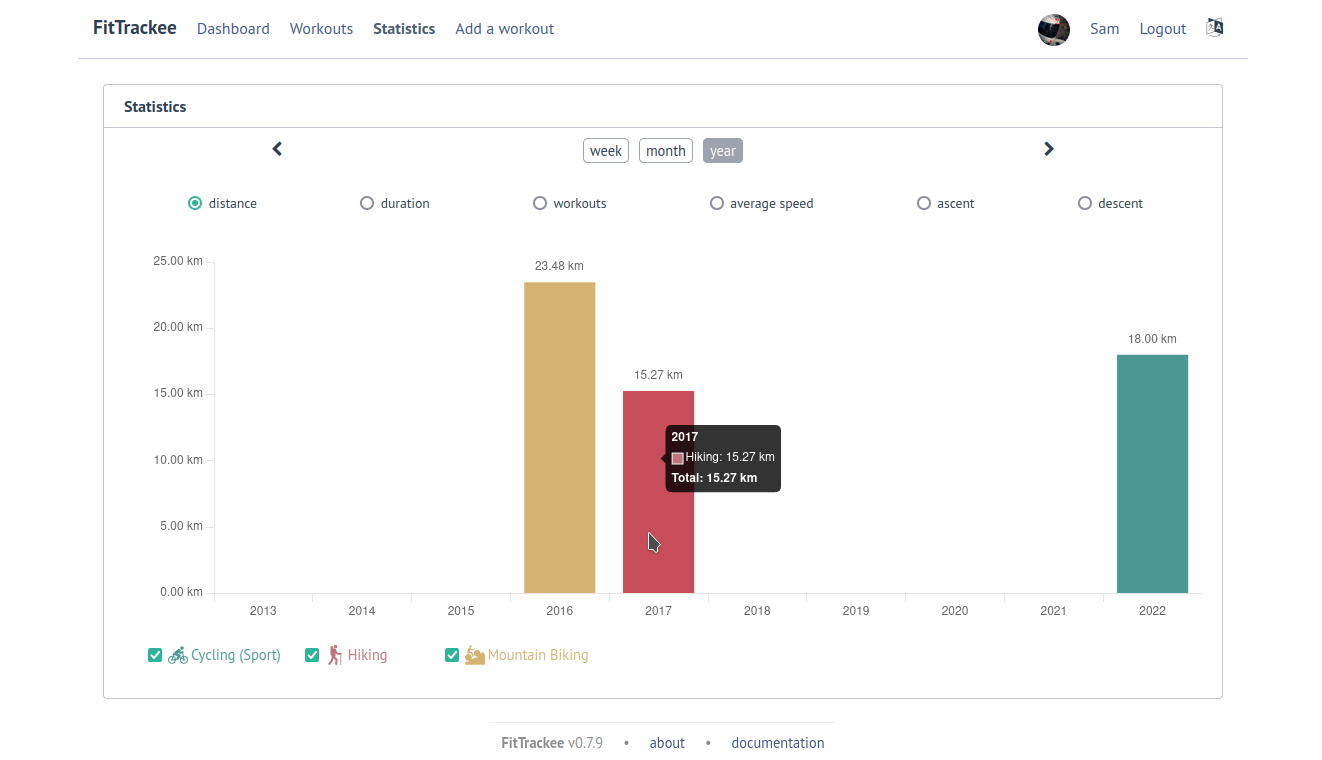 FitTrackee Dashboard Workouts Statistics Add a workout Sam Logout
Statistics
week month year
distance duration workouts average speed ascent descent
25.00 km
20.00 km
15.00 km
10.00 km
5.00 km
0.00 km
23.48 km
15.27 km
18.00 km
2017
Hiking: 15.27 km
Total: 15.27 km
2013 2014 2015 2016 2017 2018 2019 2020 2021 2022
Cycling (Sport) Hiking Mountain Biking
FitTrackee v0.7.9 • about • documentation